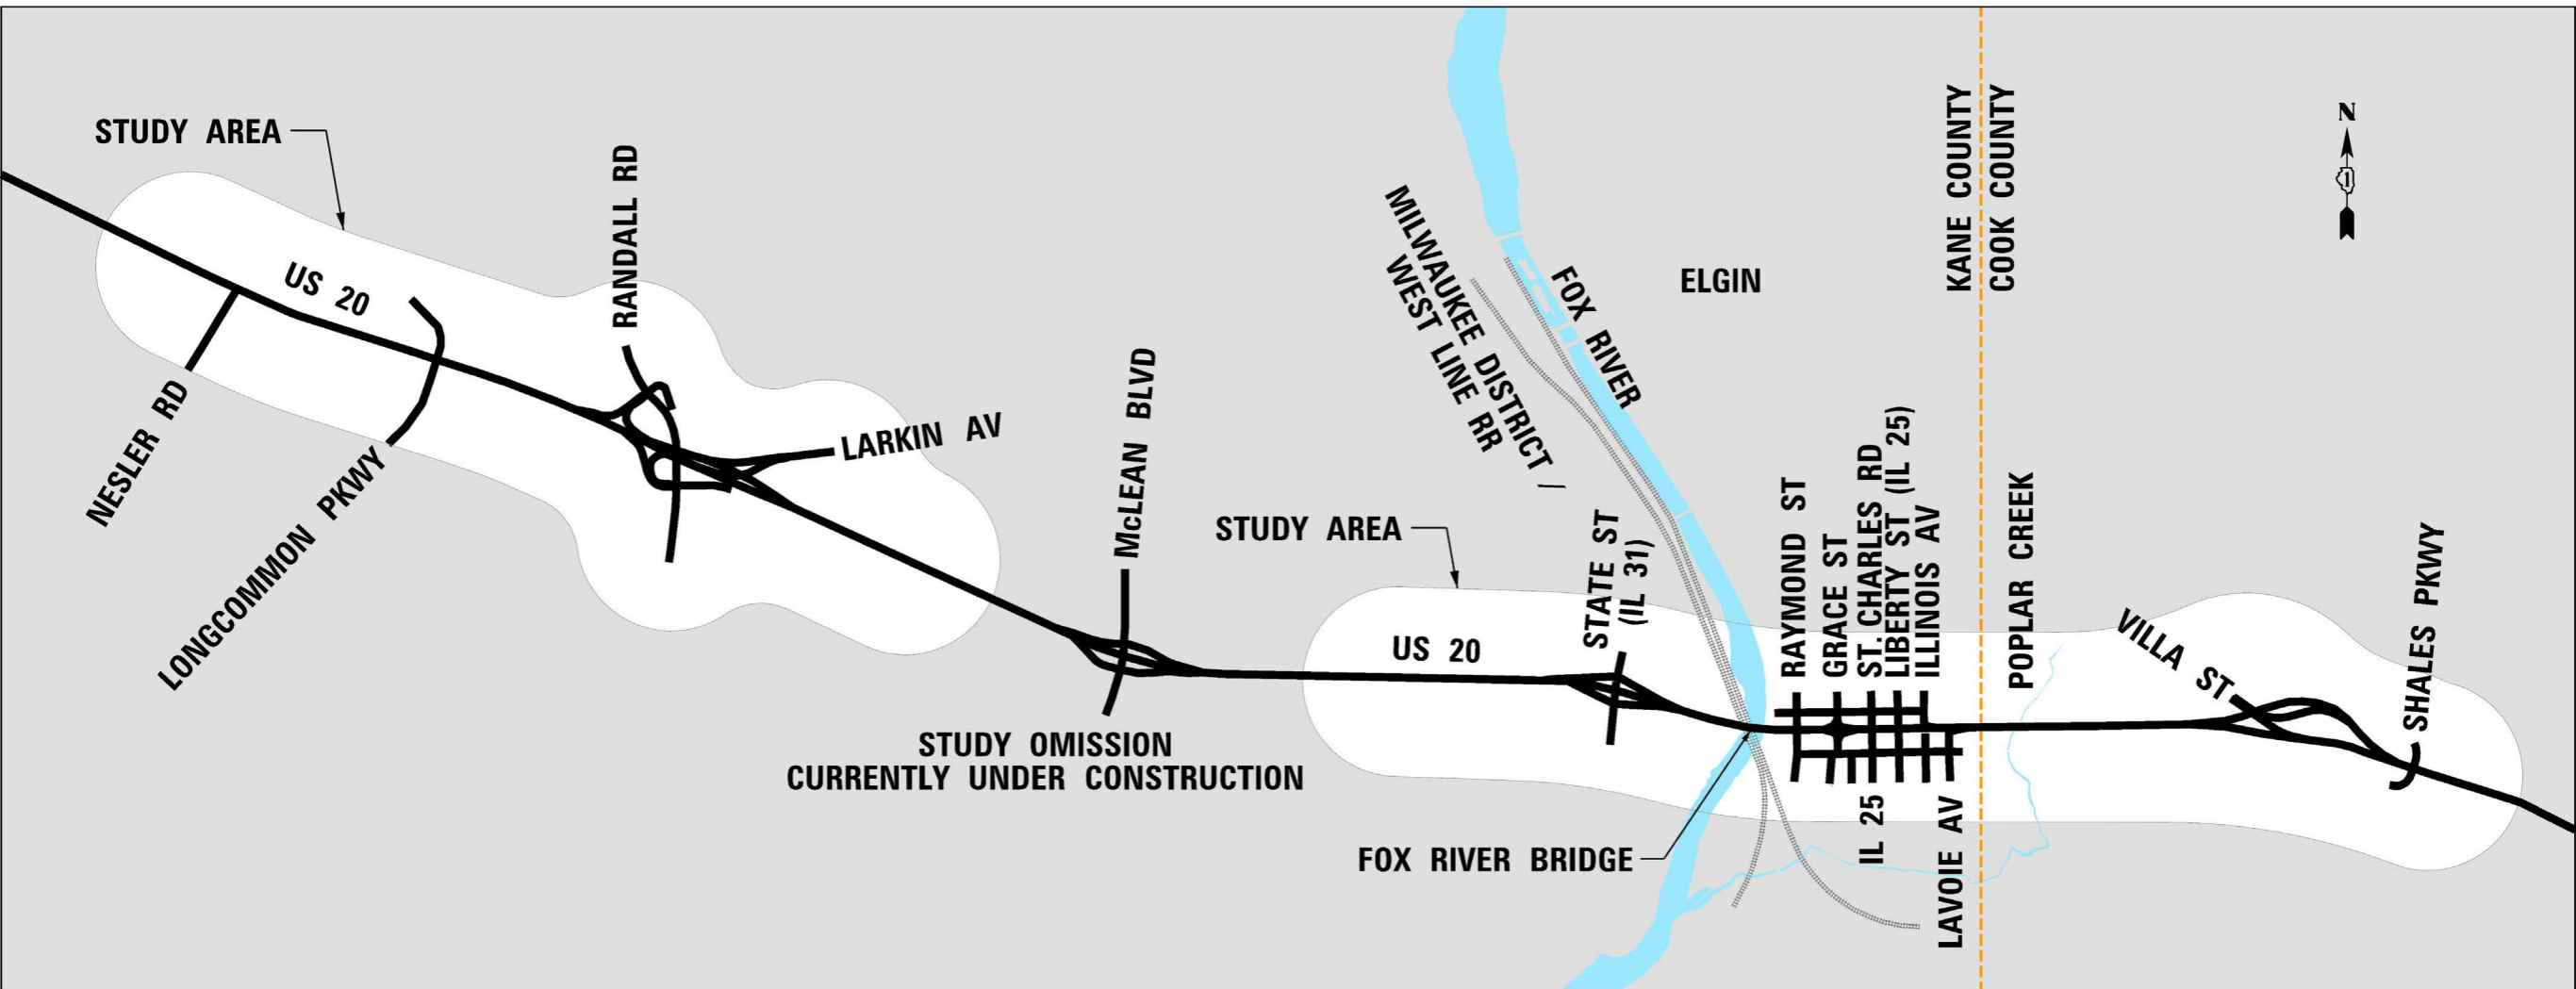 STUDY AREA
US 20
NESLER RD
LONGCOMMON PKWY
RANDALL RD
LARKIN AV
McLEAN BLVD
STUDY OMISSION
CURRENTLY UNDER CONSTRUCTION
MILWAUKEE DISTRICT /
WEST LINE RR
FOX RIVER
ELGIN
KANE COUNTY
COOK COUNTY
N
1
STUDY AREA
US 20
STATE ST
(IL 31)
RAYMOND ST
GRACE ST
ST. CHARLES RD
LIBERTY ST (IL 25)
ILLINOIS AV
POPLAR CREEK
VILLA ST
SHALES PKWY
FOX RIVER BRIDGE
IL 25
LAVOIE AV